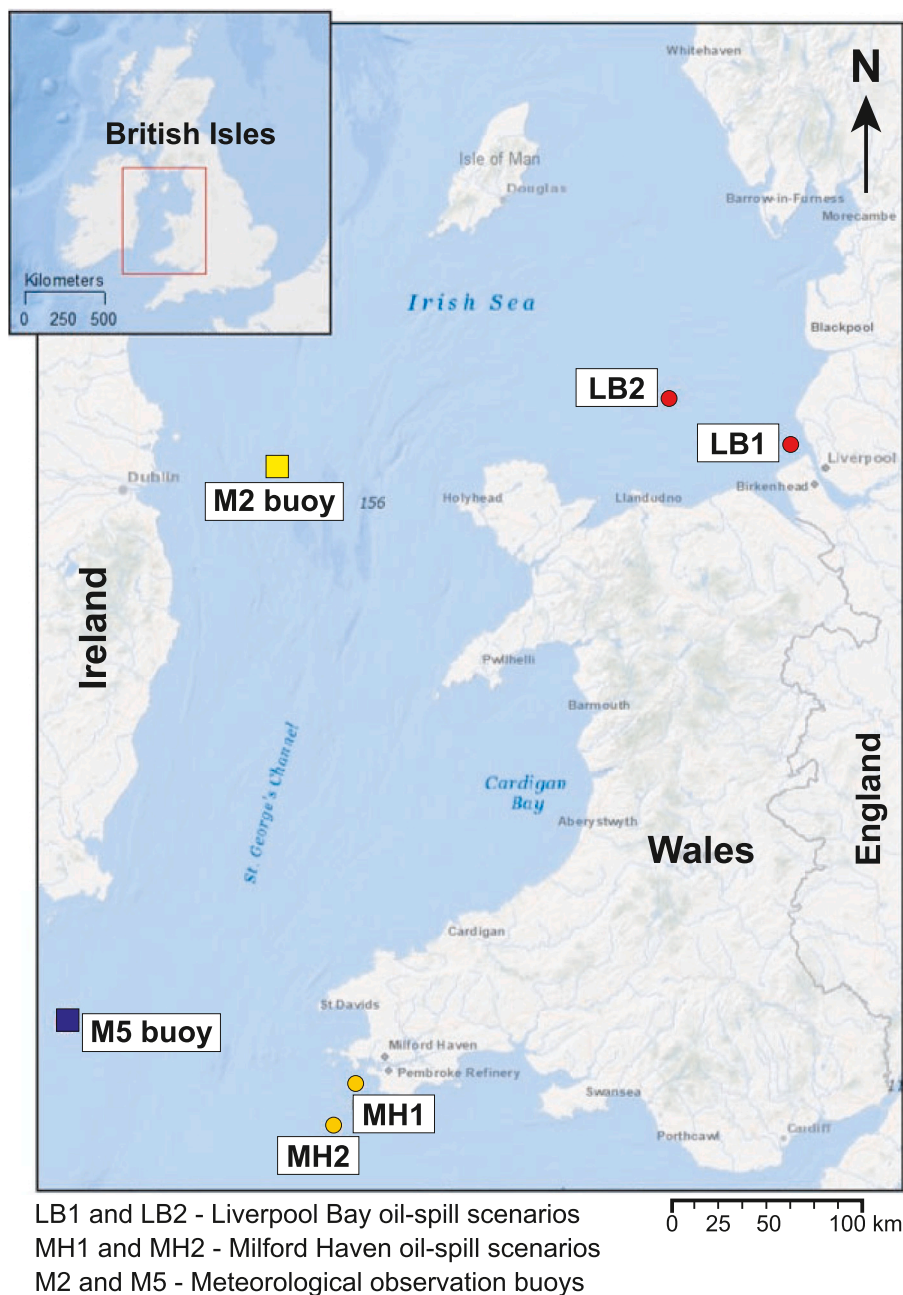 British Isles
Kilometers
0 250 500
Whitehaven
N
Isle of Man
Douglas
Barrow-in-Furness
Morecambe
Irish Sea
Blackpool
LB2
LB1
Liverpool
Birkenhead
Dublin
M2 buoy
156
Holyhead
Llandudno
Ireland
Pwllhelli
Barmouth
St. George's Channel
Cardigan
Bay
Aberystwyth
Wales
England
Cardigan
St Davids
M5 buoy
Milford Haven
Pembroke Refinery
MH1
MH2
Swansea
11
Porthcawl
Cardiff
LB1 and LB2 - Liverpool Bay oil-spill scenarios
MH1 and MH2 - Milford Haven oil-spill scenarios
M2 and M5 - Meteorological observation buoys
0 25 50 100 km